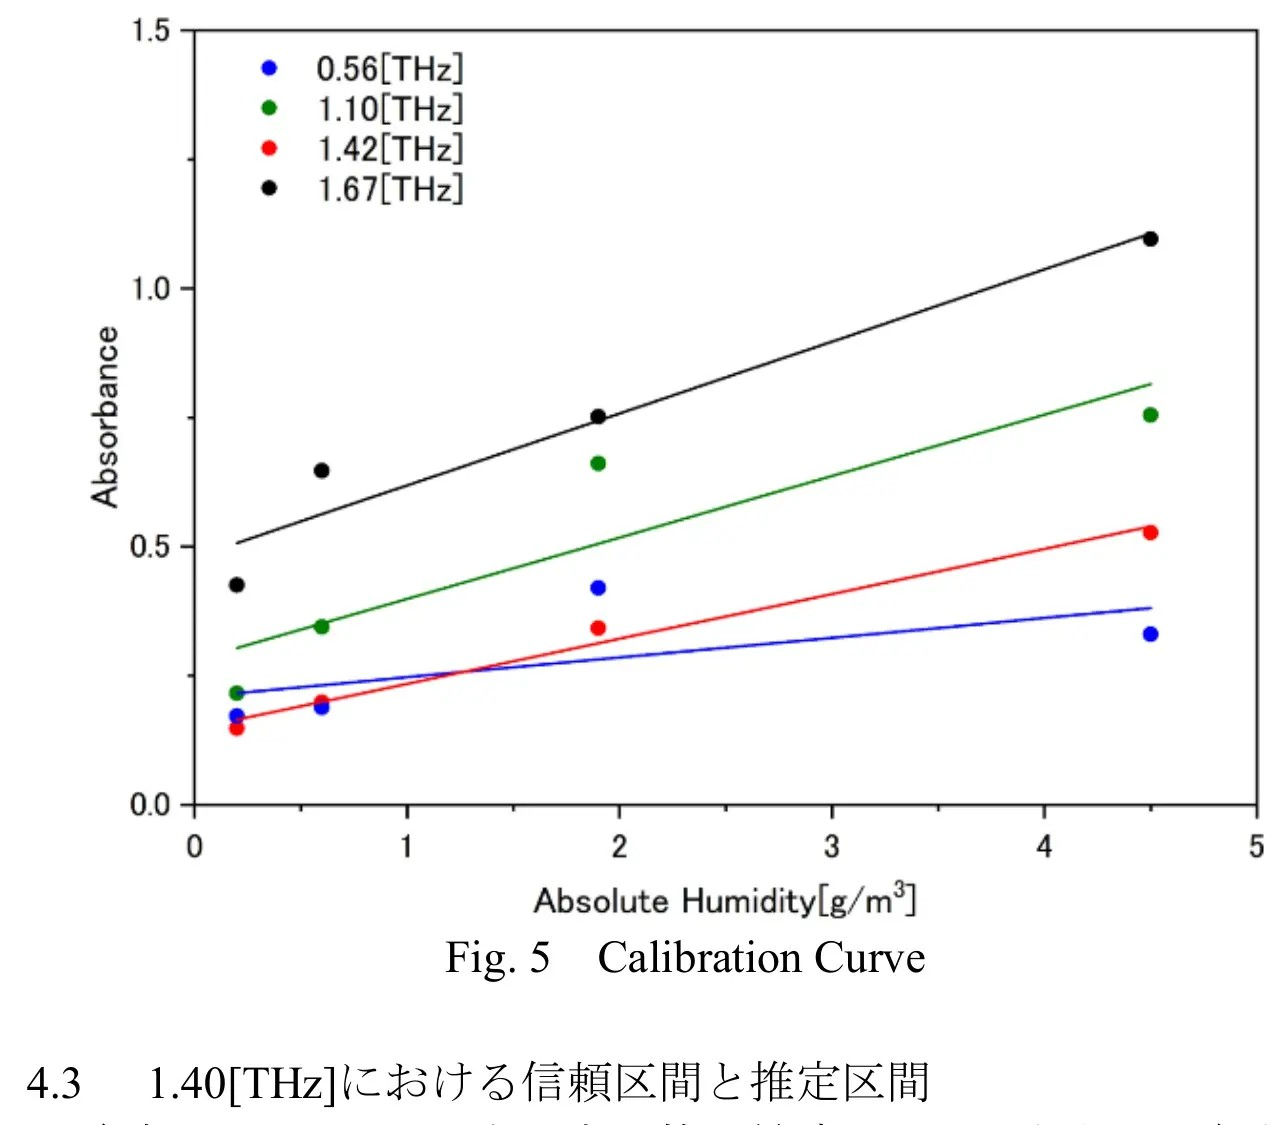 1.5
0.56[THz]
1.10[THz]
1.42[THz]
1.67[THz]
1.0
Absorbance
0.5
0.0
0 1 2 3 4 5
Absolute Humidity[g/m³]
Fig. 5 Calibration Curve
4.3 1.40[THz]における信頼区間と推定区間